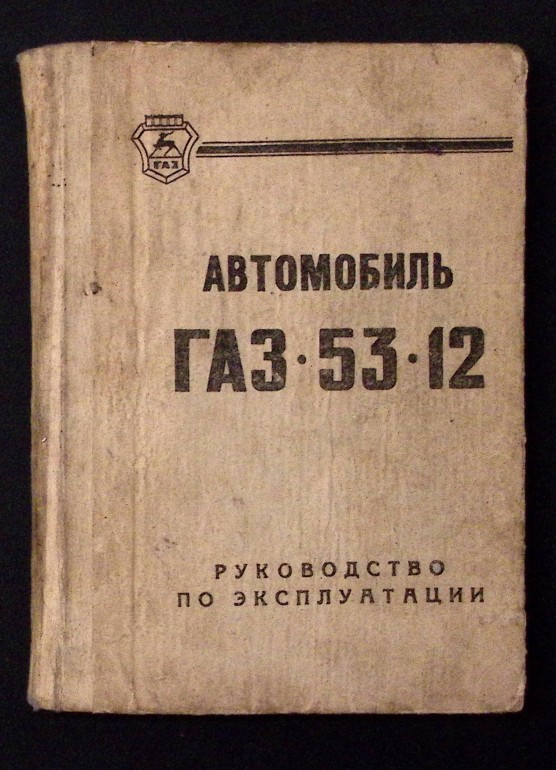 ГАЗ
АВТОМОБИЛЬ
ГАЗ·53·12
РУКОВОДСТВО
ПО ЭКСПЛУАТАЦИИ